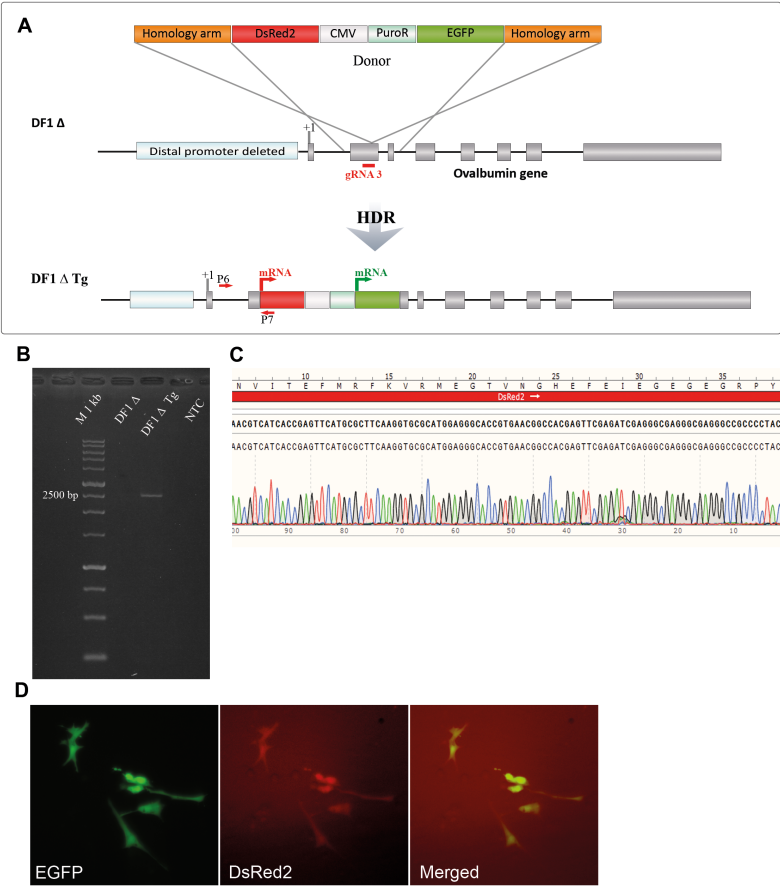 A
Homology arm DsRed2 CMV PuroR EGFP Homology arm
Donor
DF1 Δ
+1
Distal promoter deleted
gRNA 3
Ovalbumin gene
HDR
DF1 Δ Tg
+1
P6
mRNA
mRNA
P7
B
M 1 kb
DF1 Δ
DF1 Δ Tg
NTC
2500 bp
C
10 15 20 25 30 35
N V I T E F M R F K V R M E G T V N G H E F E I E G E G E G R P Y
DsRed2 →
AACGTCATCACCGAGTTCATGCGCTTCAAGGTGCGCATGGAGGGCACCGTGAACGGCCACGAGTTCGAGATCGAGGGCGAGGGCGAGGGCCGCCCCTAC
AACGTCATCACCGAGTTCATGCGCTTCAAGGTGCGCATGGAGGGCACCGTGAACGGCCACGAGTTCGAGATCGAGGGCGAGGGCGAGGGCCGCCCCTAC
00 90 80 70 60 50 40 30 20 10
D
EGFP
DsRed2
Merged